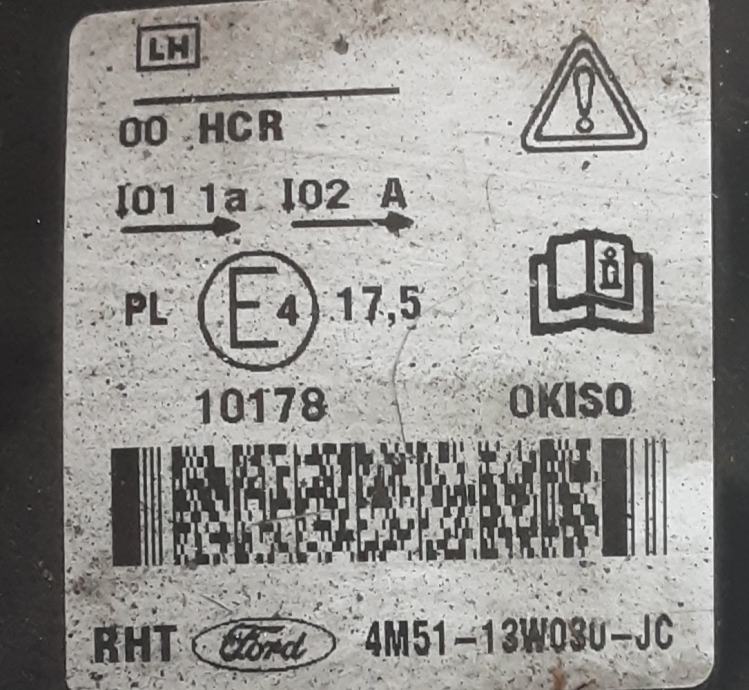 LH
00 HCR
I01 1a I02 A
PL E4 17,5
10178 OKISO
RHT Ford 4M51-13W030-JC